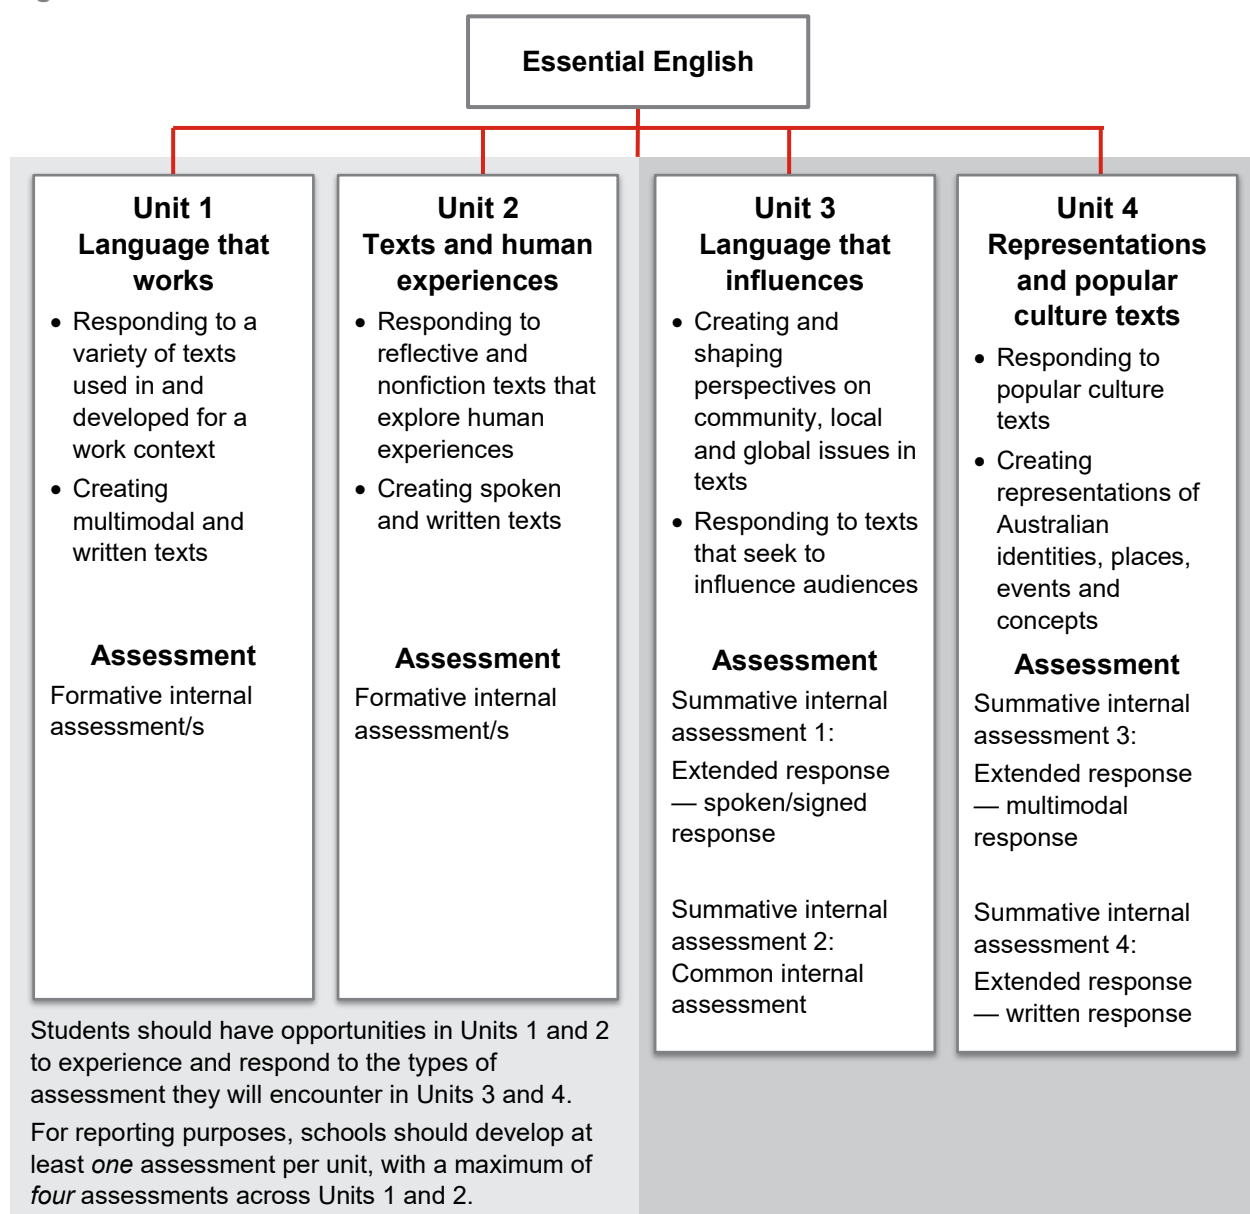 Essential English
Unit 1
Language that
works
• Responding to a
variety of texts
used in and
developed for a
work context
• Creating
multimodal and
written texts
Assessment
Formative internal
assessment/s
Unit 2
Texts and human
experiences
• Responding to
reflective and
nonfiction texts that
explore human
experiences
• Creating spoken
and written texts
Assessment
Formative internal
assessment/s
Students should have opportunities in Units 1 and 2
to experience and respond to the types of
assessment they will encounter in Units 3 and 4.
For reporting purposes, schools should develop at
least one assessment per unit, with a maximum of
four assessments across Units 1 and 2.
Unit 3
Language that
influences
• Creating and
shaping
perspectives on
community, local
and global issues in
texts
• Responding to texts
that seek to
influence audiences
Assessment
Summative internal
assessment 1:
Extended response
— spoken/signed
response
Summative internal
assessment 2:
Common internal
assessment
Unit 4
Representations
and popular
culture texts
• Responding to
popular culture
texts
• Creating
representations of
Australian
identities, places,
events and
concepts
Assessment
Summative internal
assessment 3:
Extended response
— multimodal
response
Summative internal
assessment 4:
Extended response
— written response